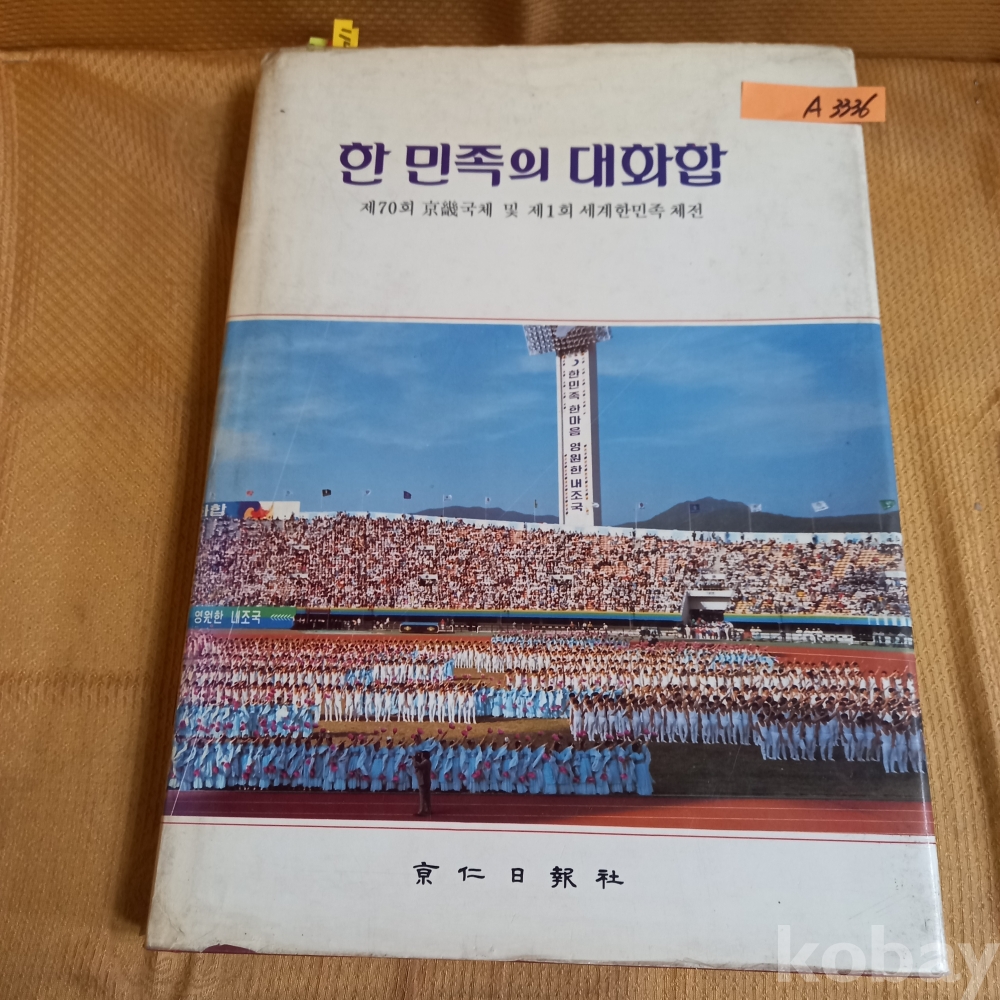 A 3336
한 민족의 대화합
제70회 京畿국체 및 제1회 세계한민족 체전
한민족 한마음 영원한 내조국
영원한 내조국
京仁日報社
kobay